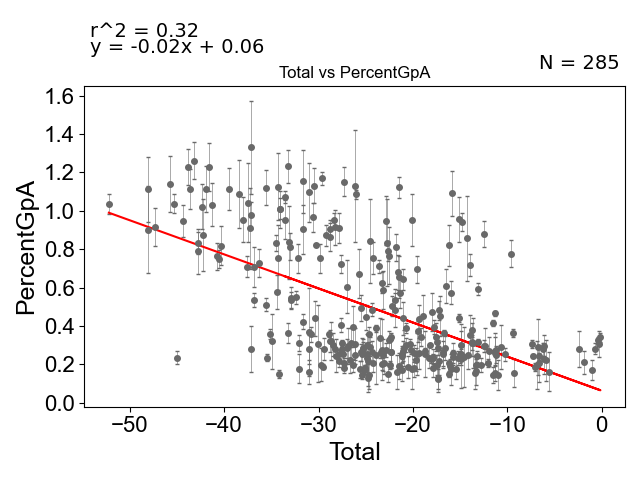 r^2 = 0.32
y = -0.02x + 0.06
N = 285
Total vs PercentGpA
PercentGpA
1.6
1.4
1.2
1.0
0.8
0.6
0.4
0.2
0.0
−50 −40 −30 −20 −10 0
Total